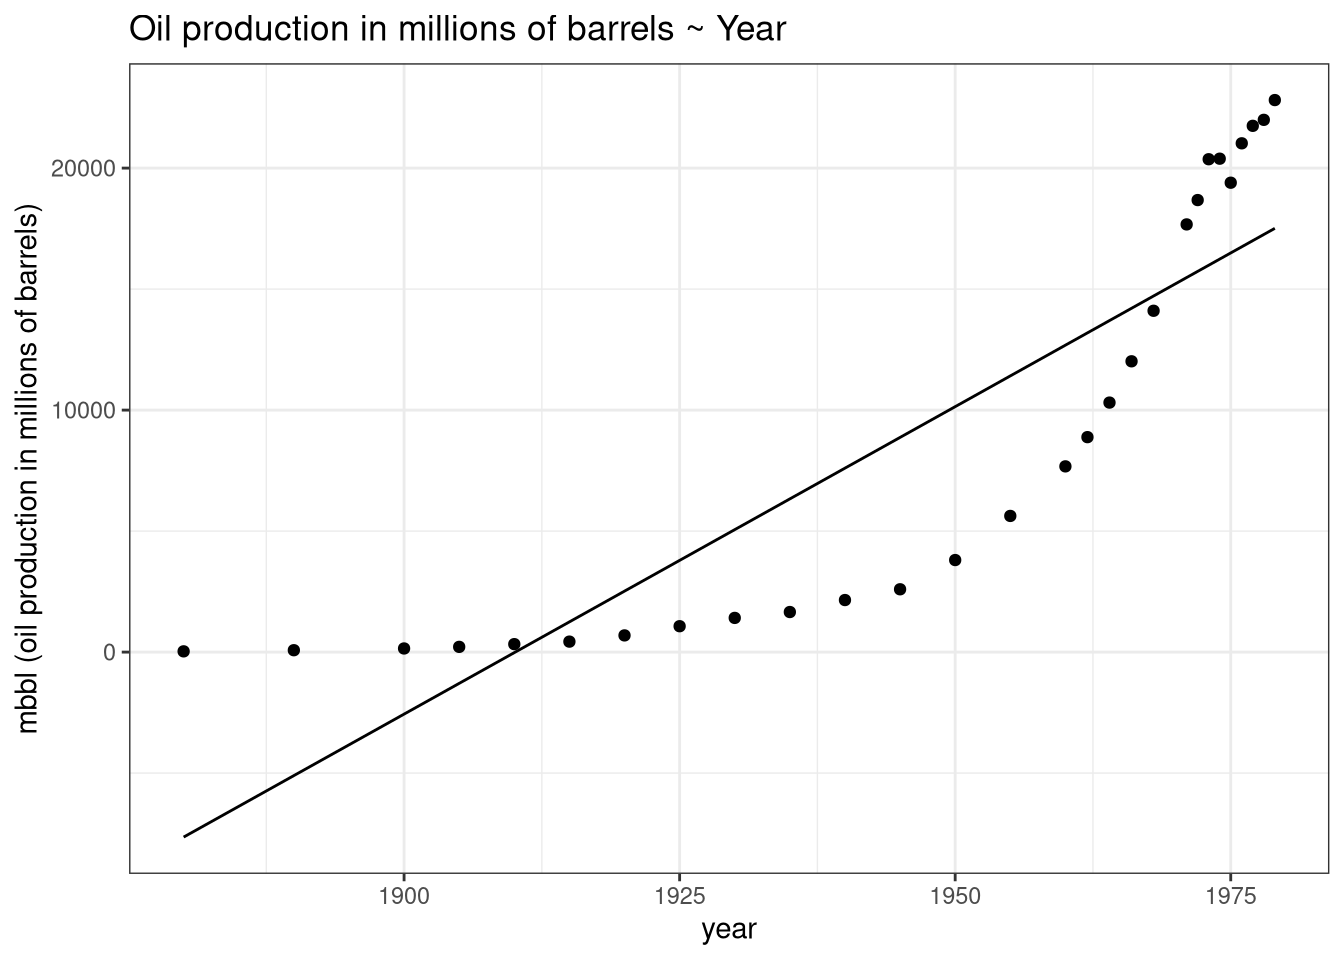 Oil production in millions of barrels ~ Year
mbbl (oil production in millions of barrels)
20000
10000
0
1900 1925 1950 1975
year